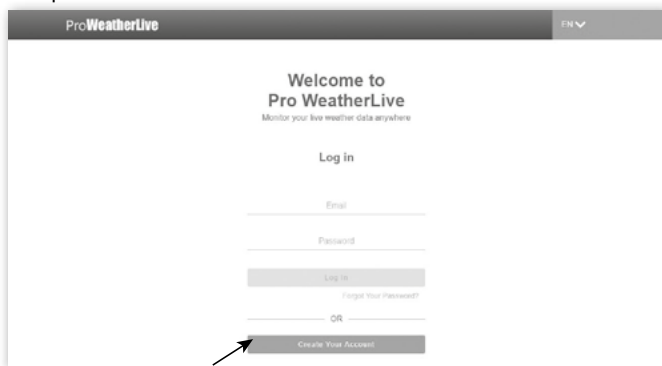 ProWeatherLive
EN
Welcome to
Pro WeatherLive
Monitor your live weather data anywhere
Log in
Email
Password
Log in
Forgot Your Password?
OR
Create Your Account